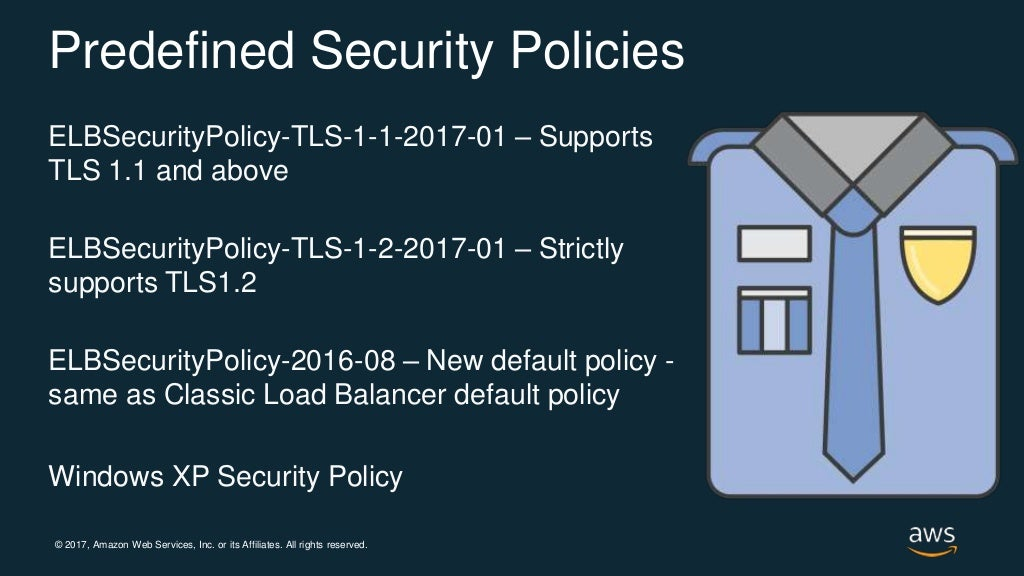 Predefined Security Policies
ELBSecurityPolicy-TLS-1-1-2017-01 – Supports
TLS 1.1 and above
ELBSecurityPolicy-TLS-1-2-2017-01 – Strictly
supports TLS1.2
ELBSecurityPolicy-2016-08 – New default policy -
same as Classic Load Balancer default policy
Windows XP Security Policy
© 2017, Amazon Web Services, Inc. or its Affiliates. All rights reserved.
aws